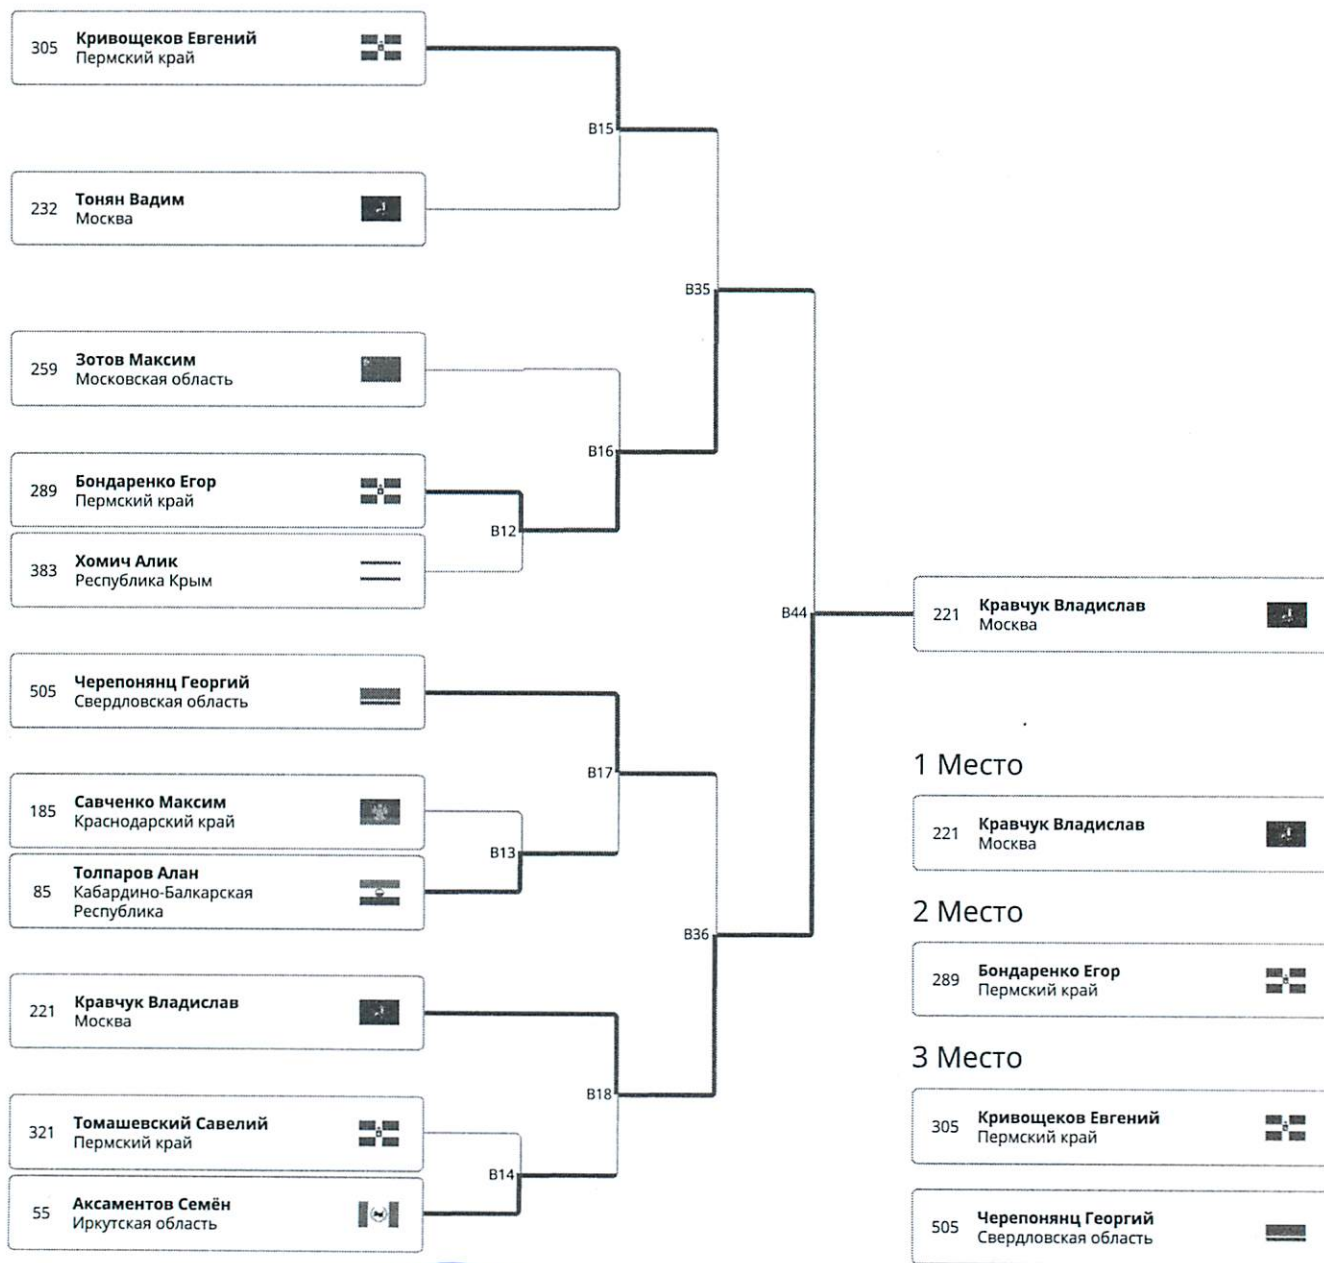 305 Кривощеков Евгений
Пермский край
B15
232 Тонян Вадим
Москва
B35
259 Зотов Максим
Московская область
B16
289 Бондаренко Егор
Пермский край
B12
383 Хомич Алик
Республика Крым
B44
221 Кравчук Владислав
Москва
505 Черепонянц Георгий
Свердловская область
B17
185 Савченко Максим
Краснодарский край
B13
85 Толпаров Алан
Кабардино-Балкарская
Республика
B36
221 Кравчук Владислав
Москва
B18
321 Томашевский Савелий
Пермский край
B14
55 Аксаментов Семён
Иркутская область
1 Место
221 Кравчук Владислав
Москва
2 Место
289 Бондаренко Егор
Пермский край
3 Место
305 Кривощеков Евгений
Пермский край
505 Черепонянц Георгий
Свердловская область